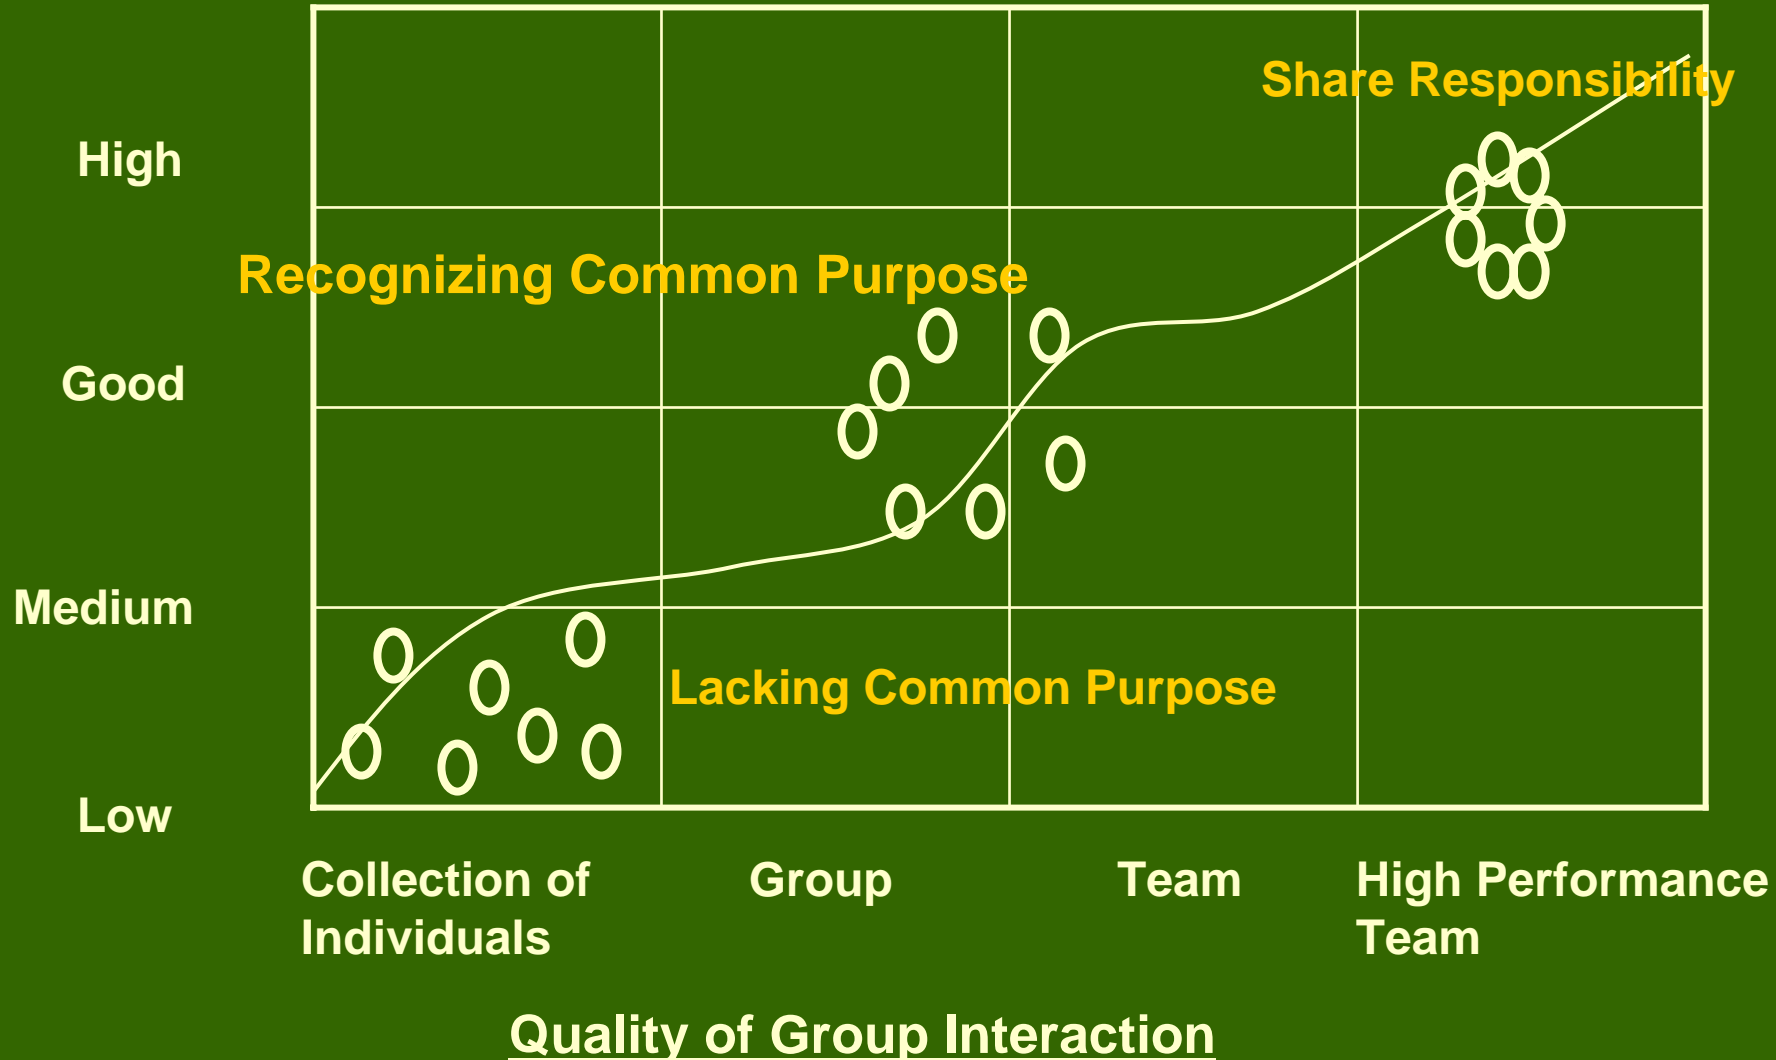 Share Responsibility
High
Recognizing Common Purpose
Good
Medium
Lacking Common Purpose
Low
Collection of
Individuals
Group
Team
High Performance
Team
Quality of Group Interaction